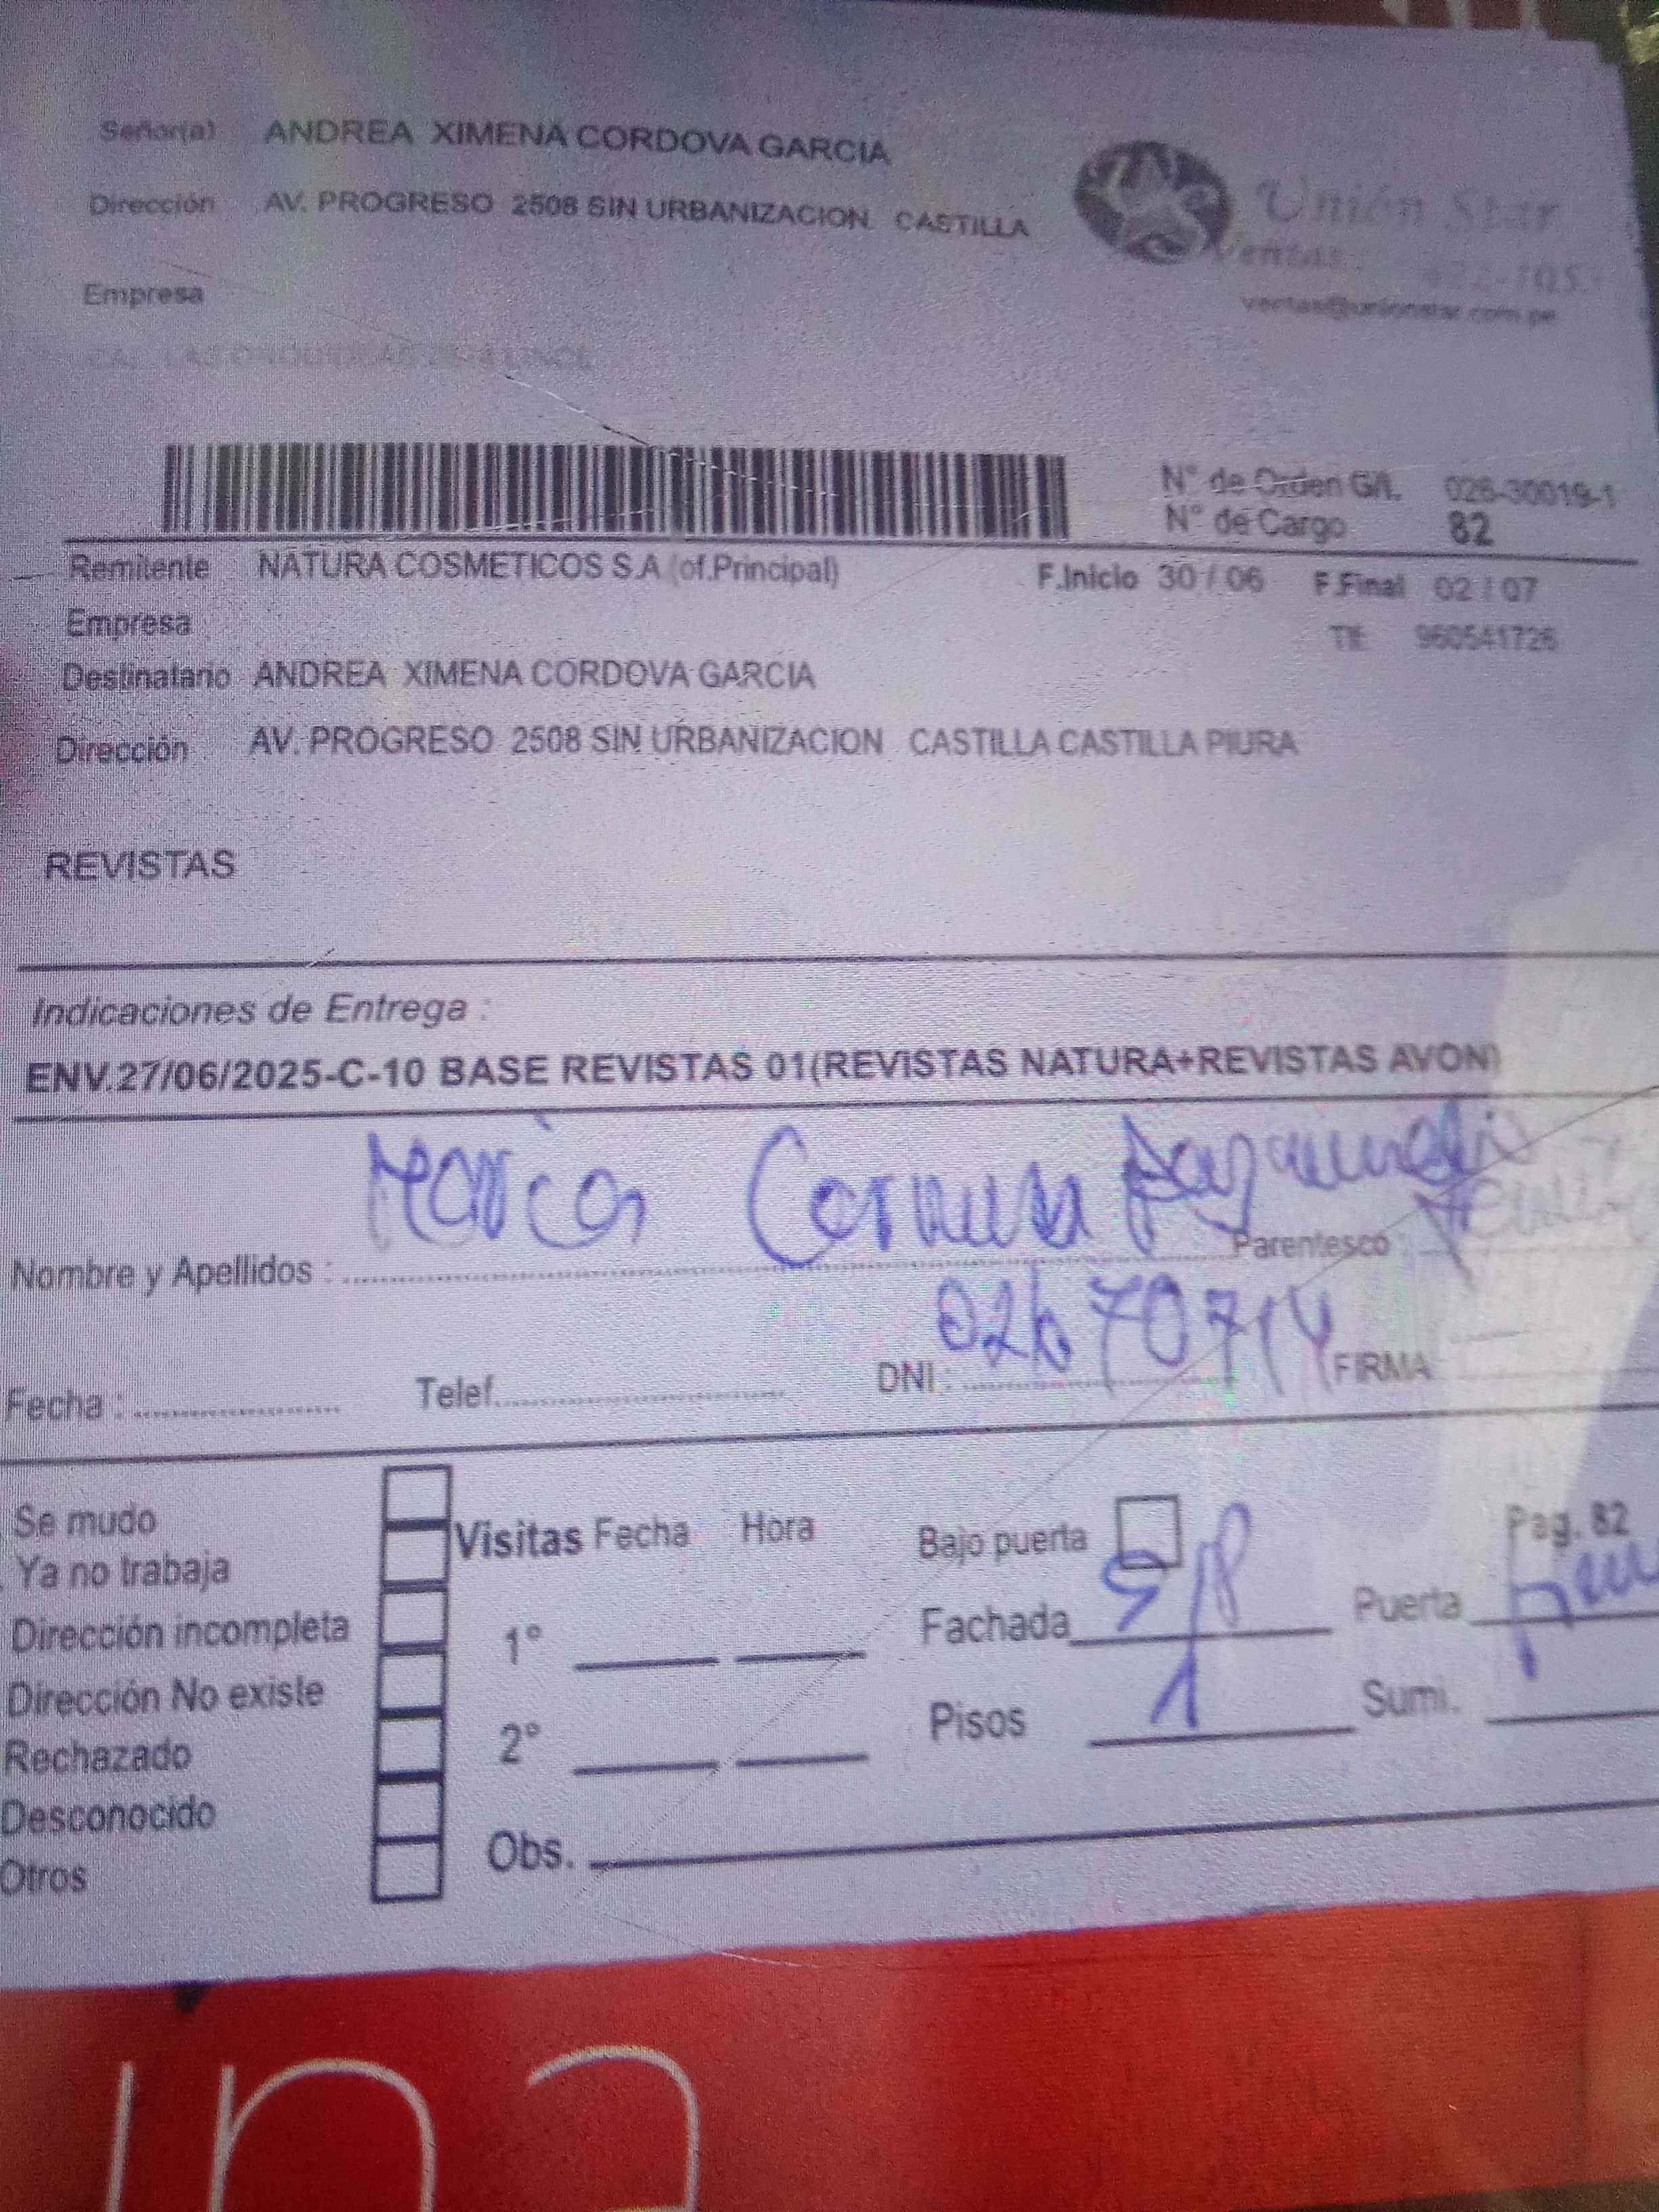 Señor(a) ANDREA XIMENA CORDOVA GARCIA
Dirección AV. PROGRESO 2508 SIN URBANIZACION CASTILLA
Unión Star
Ventas:
ventas@unionstar.com.pe
Empresa
N° de Orden G/L. 026-30019-1
N° de Cargo 82
Remitente NATURA COSMETICOS S.A (of.Principal) F.Inicio 30 / 06 F.Final 02 / 07
Empresa
Tlf: 960541726
Destinatario ANDREA XIMENA CORDOVA GARCIA
Dirección AV. PROGRESO 2508 SIN URBANIZACION CASTILLA CASTILLA PIURA
REVISTAS
Indicaciones de Entrega :
ENV.27/06/2025-C-10 BASE REVISTAS 01(REVISTAS NATURA+REVISTAS AVON)
Nombre y Apellidos : Maria Parentesco :
Fecha : Telef. DNI : 02670714 FIRMA
Se mudo
Ya no trabaja
Dirección incompleta
Dirección No existe
Rechazado
Desconocido
Otros
Visitas Fecha Hora
1°
2°
Obs.
Bajo puerta
Pag. 82
Fachada Puerta
Pisos 1 Sumi.
ina